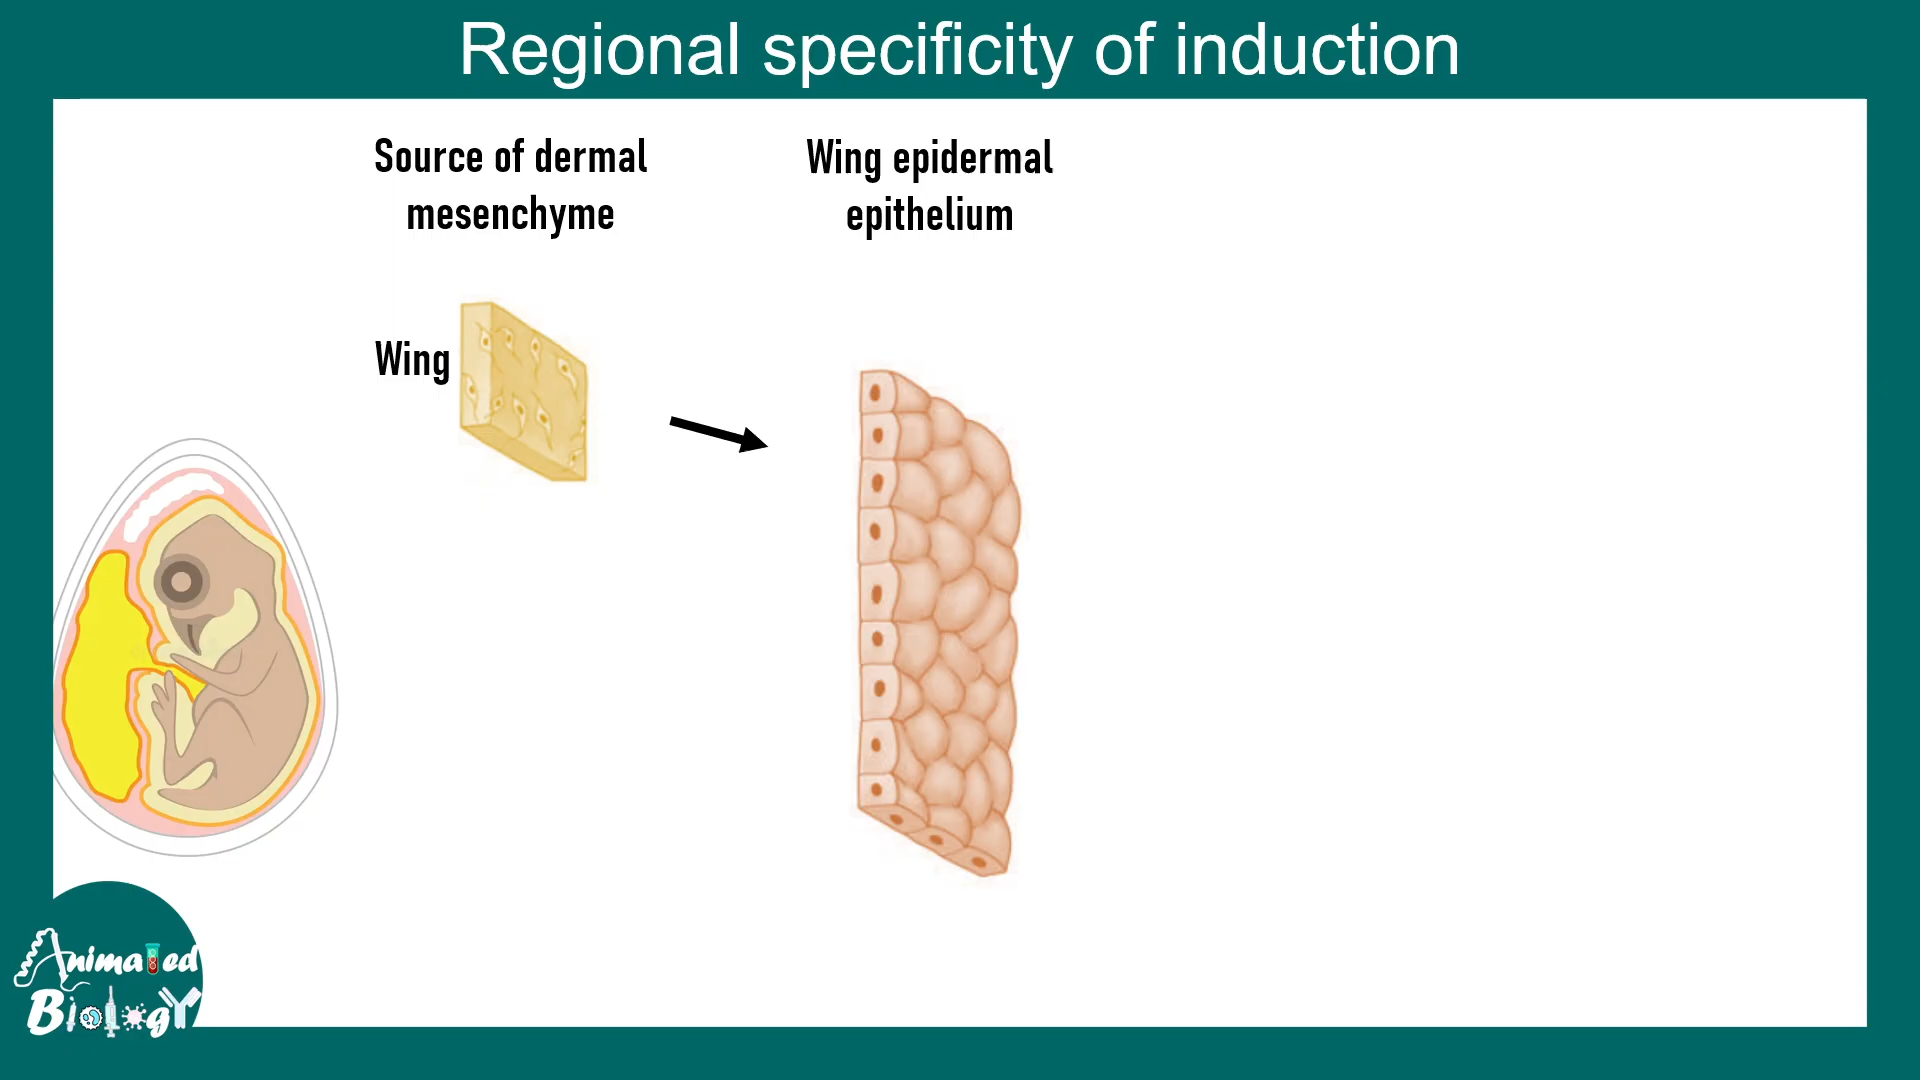 Regional specificity of induction
Source of dermal
mesenchyme
Wing epidermal
epithelium
Wing
Animated
Biology